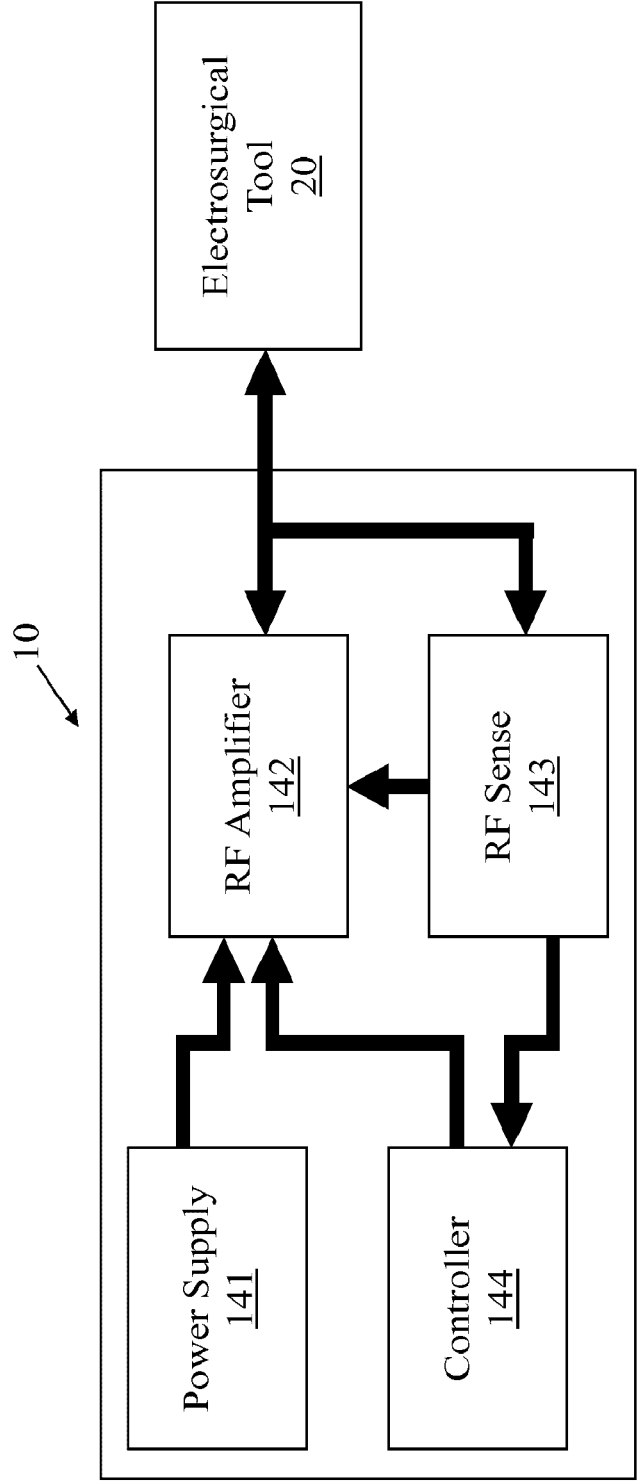 10
Power Supply
141
RF Amplifier
142
Electrosurgical
Tool
20
Controller
144
RF Sense
143